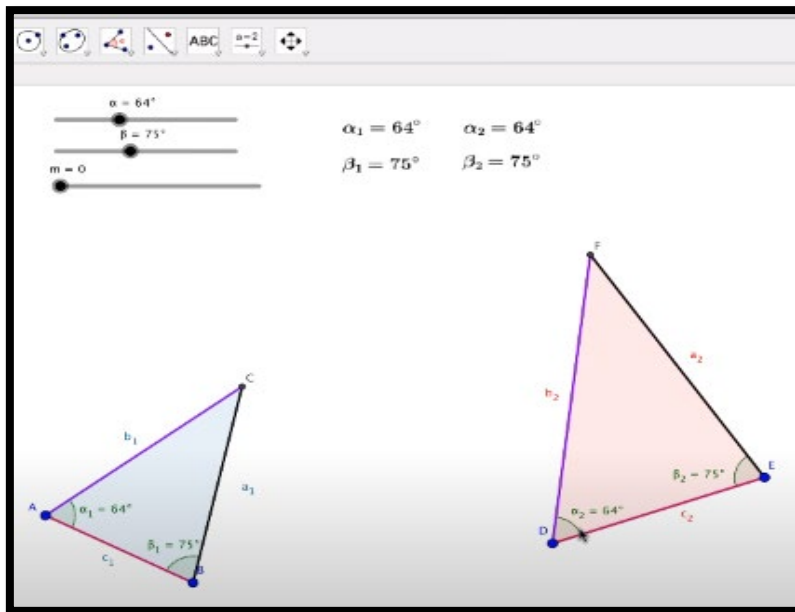 ABC
a=2
α = 64°
β = 75°
m = 0
α₁ = 64° α₂ = 64°
β₁ = 75° β₂ = 75°
F
a₂
b₂
C
b₁
a₁
E
β₂ = 75°
A
α₁ = 64°
α₂ = 64°
c₂
D
β₁ = 75°
c₁
B